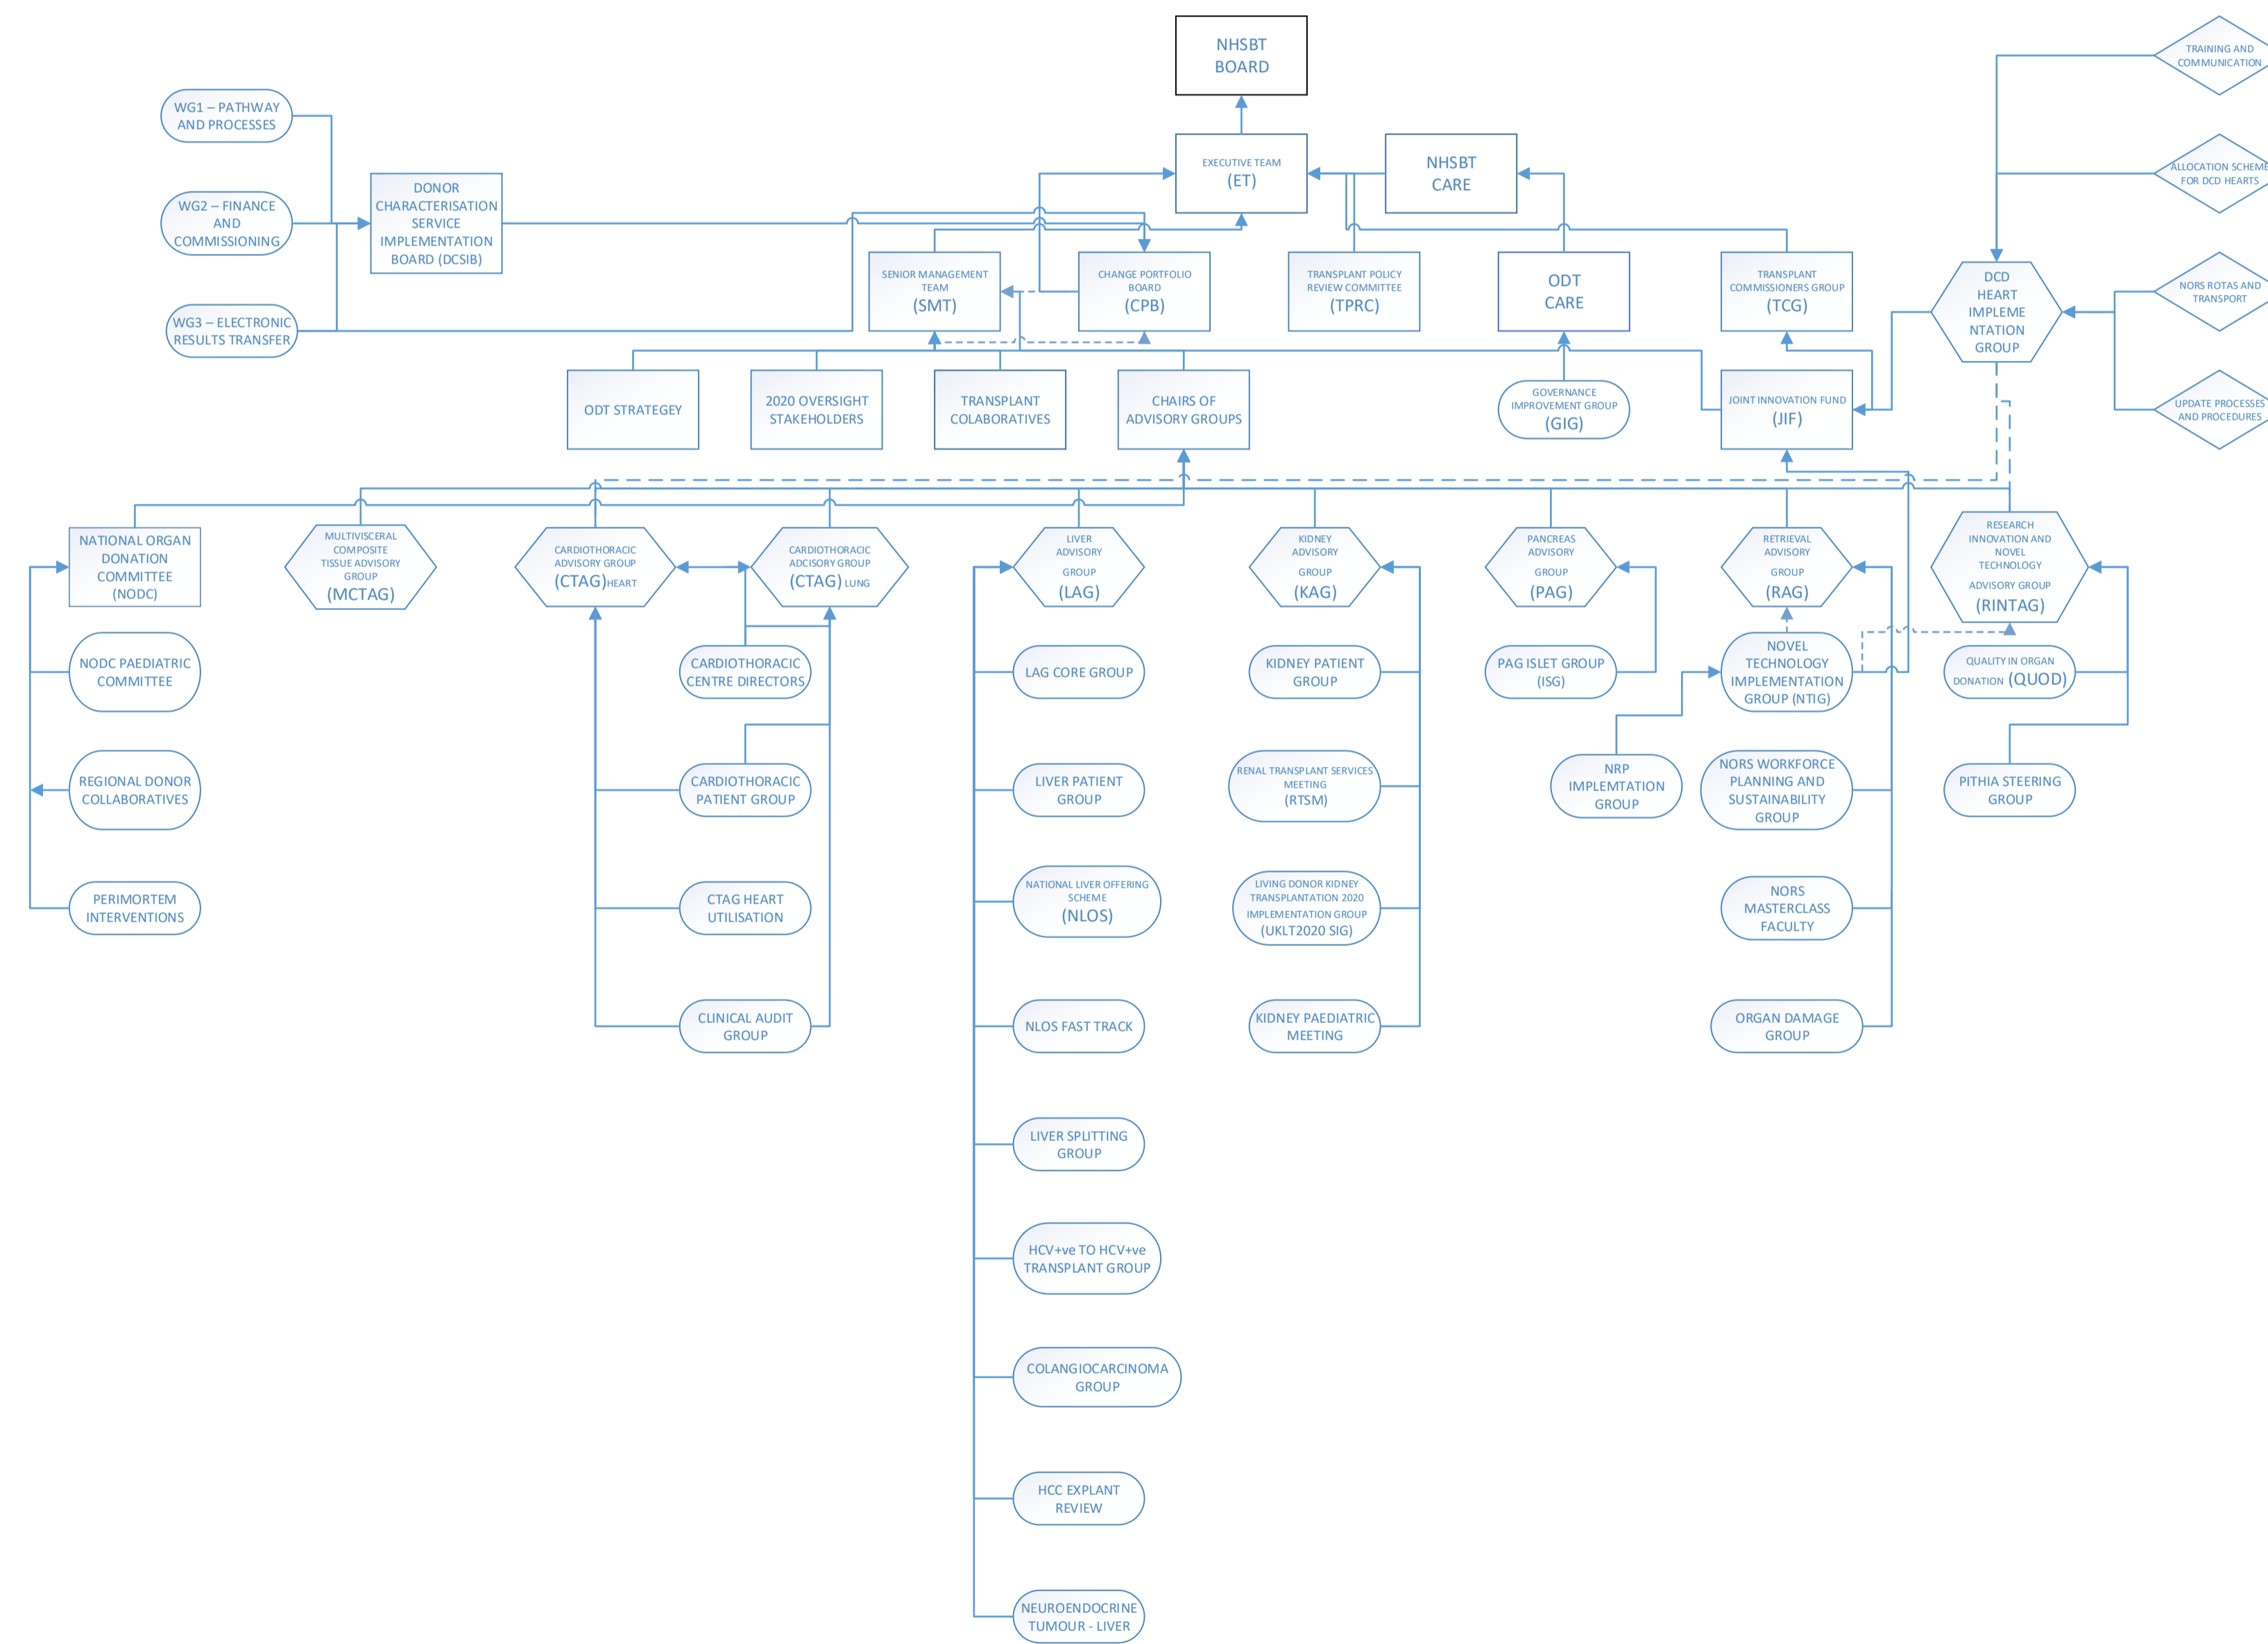 NHSBT
BOARD
TRAINING AND
COMMUNICATION
WG1 – PATHWAY
AND PROCESSES
EXECUTIVE TEAM
(ET)
NHSBT
CARE
ALLOCATION SCHEME
FOR DCD HEARTS
DONOR
CHARACTERISATION
SERVICE
IMPLEMENTATION
BOARD (DCSIB)
WG2 – FINANCE
AND
COMMISSIONING
WG3 – ELECTRONIC
RESULTS TRANSFER
SENIOR MANAGEMENT
TEAM
(SMT)
CHANGE PORTFOLIO
BOARD
(CPB)
TRANSPLANT POLICY
REVIEW COMMITTEE
(TPRC)
ODT
CARE
TRANSPLANT
COMMISSIONERS GROUP
(TCG)
DCD
HEART
IMPLEME
NTATION
GROUP
NORS ROTAS AND
TRANSPORT
ODT STRATEGEY
2020 OVERSIGHT
STAKEHOLDERS
TRANSPLANT
COLABORATIVES
CHAIRS OF
ADVISORY GROUPS
GOVERNANCE
IMPROVEMENT GROUP
(GIG)
JOINT INNOVATION FUND
(JIF)
UPDATE PROCESSES
AND PROCEDURES
NATIONAL ORGAN
DONATION
COMMITTEE
(NODC)
MULTIVISCERAL
COMPOSITE
TISSUE ADVISORY
GROUP
(MCTAG)
CARDIOTHORACIC
ADVISORY GROUP
(CTAG)HEART
CARDIOTHORACIC
ADCISORY GROUP
(CTAG) LUNG
LIVER
ADVISORY
GROUP
(LAG)
KIDNEY
ADVISORY
GROUP
(KAG)
PANCREAS
ADVISORY
GROUP
(PAG)
RETRIEVAL
ADVISORY
GROUP
(RAG)
RESEARCH
INNOVATION AND
NOVEL
TECHNOLOGY
ADVISORY GROUP
(RINTAG)
NODC PAEDIATRIC
COMMITTEE
CARDIOTHORACIC
CENTRE DIRECTORS
LAG CORE GROUP
KIDNEY PATIENT
GROUP
PAG ISLET GROUP
(ISG)
NOVEL
TECHNOLOGY
IMPLEMENTATION
GROUP (NTIG)
QUALITY IN ORGAN
DONATION (QUOD)
REGIONAL DONOR
COLLABORATIVES
CARDIOTHORACIC
PATIENT GROUP
LIVER PATIENT
GROUP
RENAL TRANSPLANT SERVICES
MEETING
(RTSM)
NRP
IMPLEMTATION
GROUP
NORS WORKFORCE
PLANNING AND
SUSTAINABILITY
GROUP
PITHIA STEERING
GROUP
PERIMORTEM
INTERVENTIONS
CTAG HEART
UTILISATION
NATIONAL LIVER OFFERING
SCHEME
(NLOS)
LIVING DONOR KIDNEY
TRANSPLANTATION 2020
IMPLEMENTATION GROUP
(UKLT2020 SIG)
NORS
MASTERCLASS
FACULTY
CLINICAL AUDIT
GROUP
NLOS FAST TRACK
KIDNEY PAEDIATRIC
MEETING
ORGAN DAMAGE
GROUP
LIVER SPLITTING
GROUP
HCV+ve TO HCV+ve
TRANSPLANT GROUP
COLANGIOCARCINOMA
GROUP
HCC EXPLANT
REVIEW
NEUROENDOCRINE
TUMOUR - LIVER